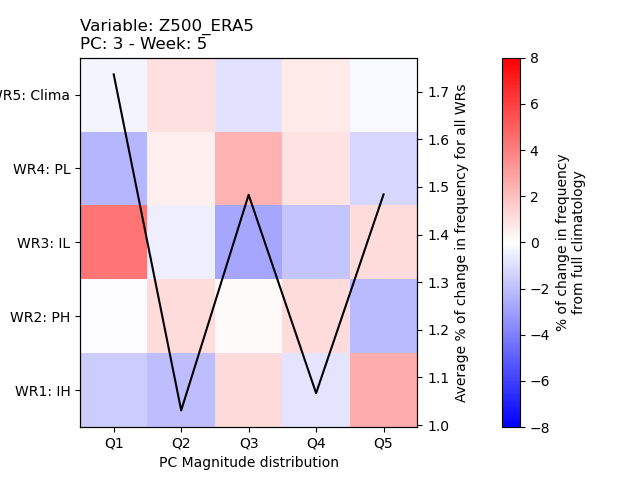 Variable: Z500_ERA5
PC: 3 - Week: 5
R5: Clima
WR4: PL
WR3: IL
WR2: PH
WR1: IH
Q1 Q2 Q3 Q4 Q5
PC Magnitude distribution
1.7
1.6
1.5
1.4
1.3
1.2
1.1
1.0
Average % of change in frequency for all WRs
8
6
4
2
0
−2
−4
−6
−8
% of change in frequency
from full climatology